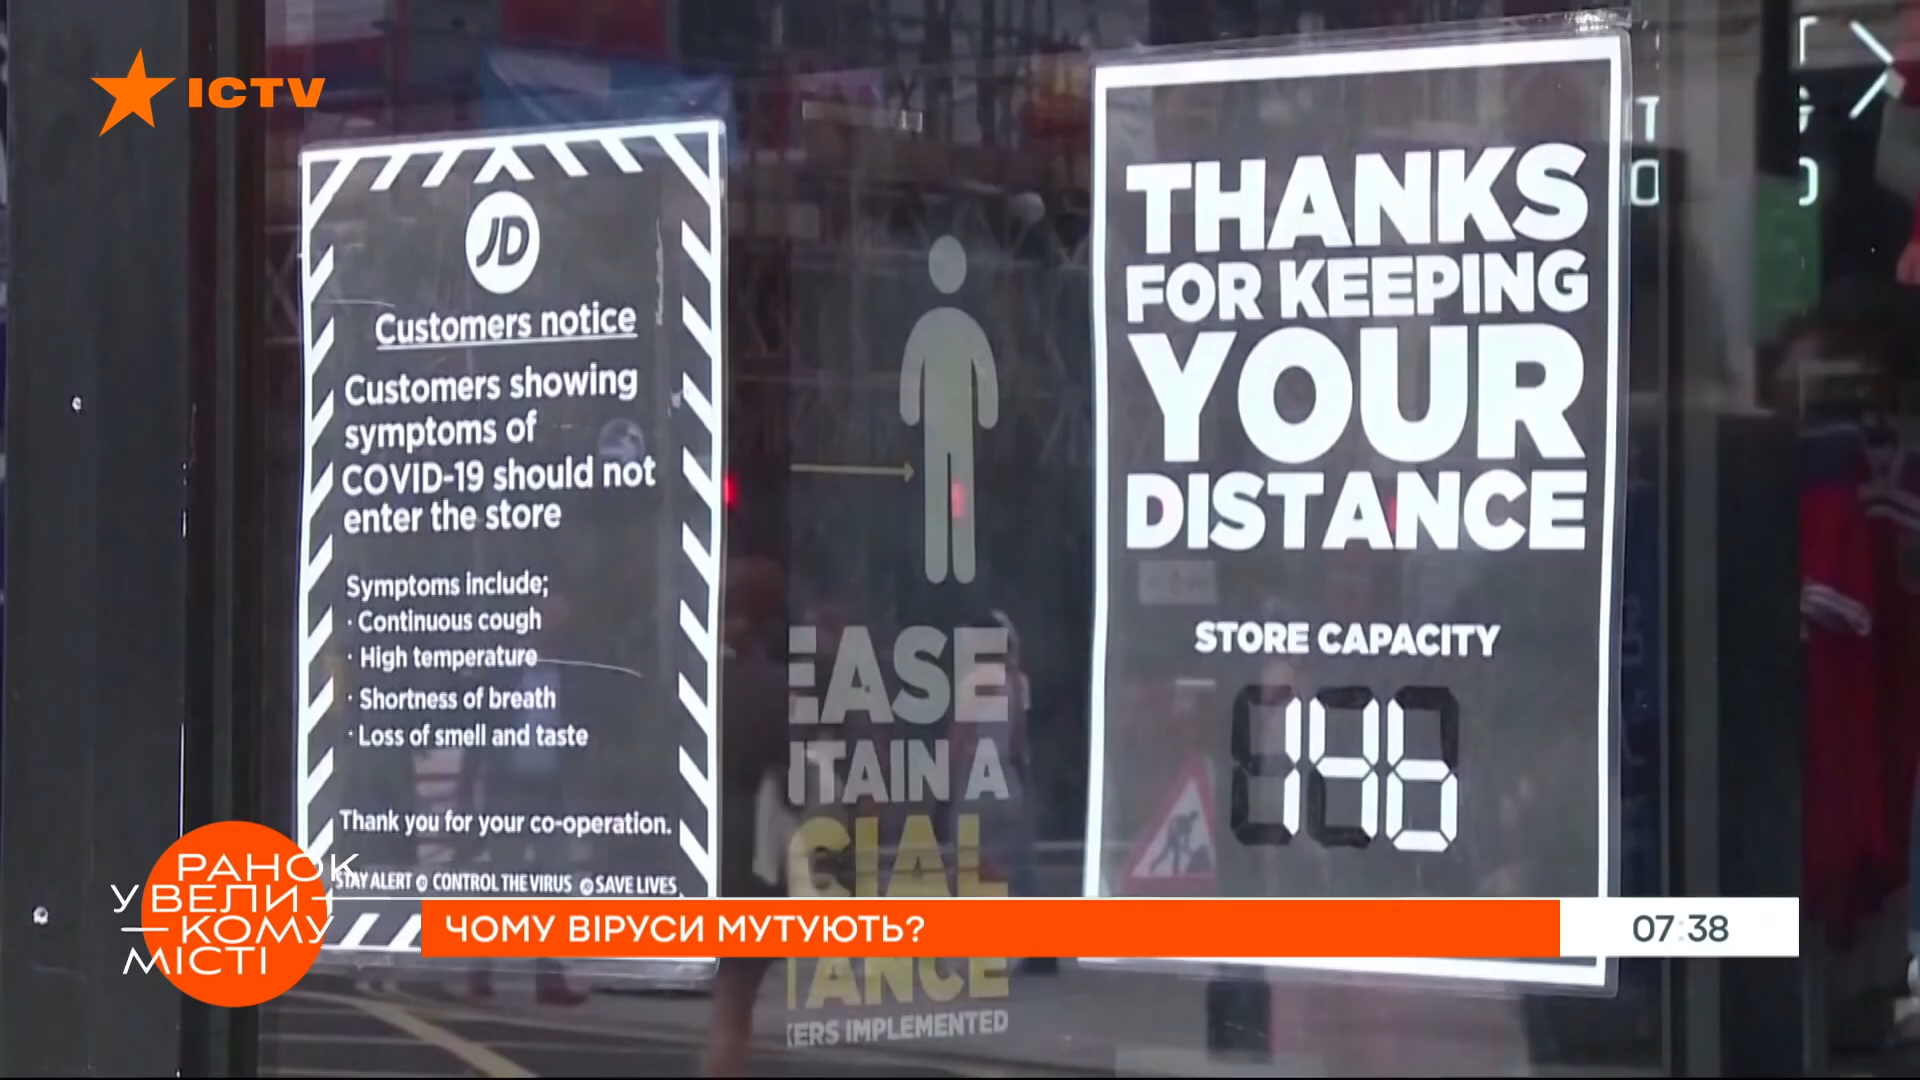 ICTV
JD
Customers notice
Customers showing
symptoms of
COVID-19 should not
enter the store
Symptoms include;
· Continuous cough
· High temperature
· Shortness of breath
· Loss of smell and taste
Thank you for your co-operation.
STAY ALERT CONTROL THE VIRUS SAVE LIVES
EASE
TAIN A
CIAL
TANCE
IMPLEMENTED
THANKS
FOR KEEPING
YOUR
DISTANCE
STORE CAPACITY
146
РАНОК
У ВЕЛИ-
КОМУ
МІСТІ
ЧОМУ ВІРУСИ МУТУЮТЬ?
07:38